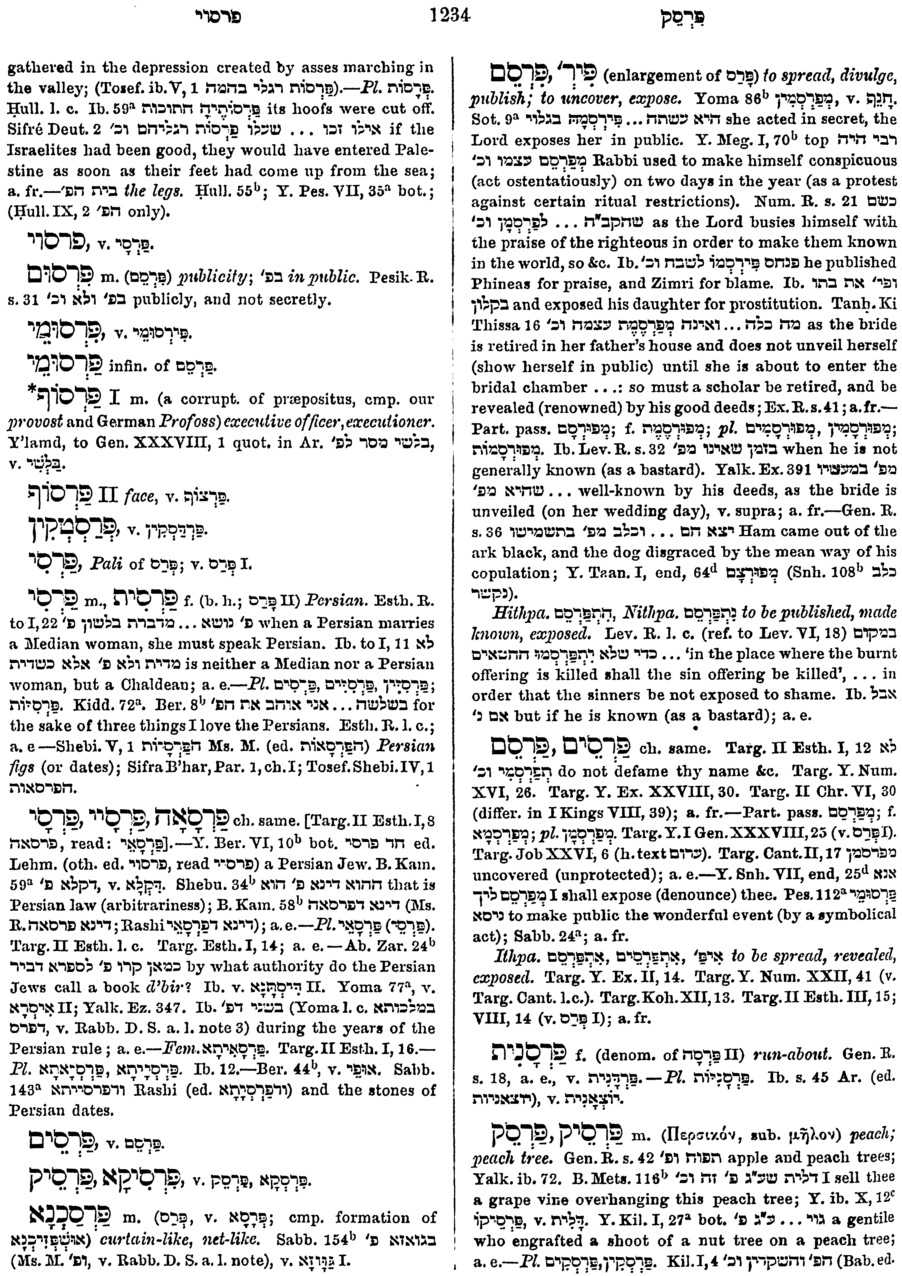 פרסוי 1234 פְּרַסֵק
gathered in the depression created by asses marching in
the valley; (Tosef. ib. V, 1 פַּרְסוֹת רגלי בהמה).—Pl. פְּרָסוֹת.
Ḥull. l. c. Ib. 59ᵃ פַּרְסוֹתֶיהָ חתוכות its hoofs were cut off.
Sifré Deut. 2 אילו זכו ... שעלו פַּרְסוֹת רגליהם וכ׳ if the
Israelites had been good, they would have entered Pale-
stine as soon as their feet had come up from the sea;
a. fr.—בית הפ׳ the legs. Ḥull. 55ᵇ; Y. Pes. VII, 35ᵃ bot.;
(Ḥull. IX, 2 הפ׳ only).
פרסוי, v. פַּרְסִי.
פִּרְסוּם m. (פִּרְסֵם) publicity; בפ׳ in public. Pesik. R.
s. 31 בפ׳ ולא וכ׳ publicly, and not secretly.
פִּרְסוּמֵי, v. פִּירְסוּמֵי.
פַּרְסוּמֵי infin. of פַּרְסֵם.
*פַּרְסוֹף I m. (a corrupt. of præpositus, cmp. our
provost and German Profoss) executive officer, executioner.
Y'lamd, to Gen. XXXVIII, 1 quot. in Ar. בלשי מסר לפ׳,
v. בַּלָּשׁ.
פַּרְסוֹף II face, v. פַּרְצוֹף.
פַּרְסְטְקִין, v. פַּרְדַּסְקִין.
פָּרְסֵי, Pali of פְּרַס; v. פְּרַס I.
פַּרְסִי m., פַּרְסִית f. (b. h.; פָּרַס II) Persian. Esth. R.
to I, 22 פ׳ נושא ... מדברת בלשון פ׳ when a Persian marries
a Median woman, she must speak Persian. Ib. to I, 11 לא
מדית ולא פ׳ אלא כשדית is neither a Median nor a Persian
woman, but a Chaldean; a. e.—Pl. פַּרְסִיִּים, פַּרְסִיִּין, פַּרְסִים;
פַּרְסִיּוֹת. Kidd. 72ᵃ. Ber. 8ᵇ בשלשה... אני אוהב את הפ׳ for
the sake of three things I love the Persians. Esth. R. l. c.;
a. e —Shebi. V, 1 הפַּרְסִיּוֹת Ms. M. (ed. הפַּרְסָאוֹת) Persian
figs (or dates); Sifra B'har, Par. 1, ch. I; Tosef. Shebi. IV, 1
הפרסאות.
פַּרְסָאָה, פַּרְסָיי, פַּרְסָי ch. same. [Targ. II Esth. I, 8
פרסאה, read: פַּרְסָאֵי].—Y. Ber. VI, 10ᵇ bot. חד פרסי ed.
Lehm. (oth. ed. פרסוי, read פרסיי) a Persian Jew. B. Kam.
59ᵃ דקלא פ׳, v. דִּקְלָא. Shebu. 34ᵇ ההוא דינא פ׳ הוא that is
Persian law (arbitrariness); B. Kam. 58ᵇ דינא דפרסאה (Ms.
R. דינא פרסאה; Rashi דינא דפַּרְסָאֵי); a. e.—Pl. פַּרְסָאֵי (פַּרְסֵי).
Targ. II Esth. l. c. Targ. Esth. I, 14; a. e. — Ab. Zar. 24ᵇ
כמאן קרו פ׳ לספרא דביר by what authority do the Persian
Jews call a book d'bir? Ib. v. הִיסְתָּנָא II. Yoma 77ᵃ, v.
אִיסְרָא II; Yalk. Ez. 347. Ib. בשני דפ׳ (Yoma l. c. במלכותא
דפרס, v. Rabb. D. S. a. l. note 3) during the years of the
Persian rule; a. e.—Fem. פַּרְסָאִיתָא. Targ. II Esth. I, 16.—
Pl. פַּרְסָיָיתָא, פַּרְסָיָאתָא. Ib. 12.—Ber. 44ᵇ, v. אוּפֵי. Sabb.
143ᵃ ודפרסייתא Rashi (ed. ודפַרְסְיָתָא) and the stones of
Persian dates.
פַּרְסֵים, v. פַּרְסֵם.
פַּרְסִיקָא, פַּרְסֵיק, v. פַּרְסֵק, פַּרְסְקָא.
פַּרְסְכָנָא m. (פְּרַס, v. פַּרְסָא; cmp. formation of
אוּשְׁפִּיזְכָנָא) curtain-like, net-like. Sabb. 154ᵇ בגואזא פ׳
(Ms. M. פי׳, v. Rabb. D. S. a. l. note), v. גַּוָּוזָא I.
פִּרְסֵם, פִּיר׳ (enlargement of פָּרַס) to spread, divulge,
publish; to uncover, expose. Yoma 86ᵇ מְפַרְסְמִין, v. חָנֵף.
Sot. 9ᵃ היא עשתה ... פִּירְסְמָהּ בגלוי she acted in secret, the
Lord exposes her in public. Y. Meg. I, 70ᵇ top רבי היה
מְפַרְסֵם עצמו וכ׳ Rabbi used to make himself conspicuous
(act ostentatiously) on two days in the year (as a protest
against certain ritual restrictions). Num. R. s. 21 כשם
שהקב״ה ... לפַרְסְמָן וכ׳ as the Lord busies himself with
the praise of the righteous in order to make them known
in the world, so &c. Ib. פנחס פִּירְסְמוֹ לשבח וכ׳ he published
Phineas for praise, and Zimri for blame. Ib. ופי׳ את בתו
בקלון and exposed his daughter for prostitution. Tanḥ. Ki
Thissa 16 מה כלה ... ואינה מְפַרְסֶמֶת עצמה וכ׳ as the bride
is retired in her father's house and does not unveil herself
(show herself in public) until she is about to enter the
bridal chamber ...: so must a scholar be retired, and be
revealed (renowned) by his good deeds; Ex. R. s. 41; a. fr.—
Part. pass. מְפוּרְסָם; f. מְפוּרְסֶמֶת; pl. מְפוּרְסָמִים, מְפוּרְסָמִין;
מְפוּרְסָמוֹת. Ib. Lev. R. s. 32 בזמן שאינו מפ׳ when he is not
generally known (as a bastard). Yalk. Ex. 391 מפ׳ במעשיו
שהיא מפ׳ ... well-known by his deeds, as the bride is
unveiled (on her wedding day), v. supra; a. fr.—Gen. R.
s. 36 יצא חם ... וכלב מפ׳ בתשמישו Ham came out of the
ark black, and the dog disgraced by the mean way of his
copulation; Y. Taan. I, end, 64ᵈ מְפוּרְצָם (Snh. 108ᵇ כלב
נקשר).
Hithpa. הִתְפַּרְסֵם, Nithpa. נִתְפַּרְסֵם to be published, made
known, exposed. Lev. R. l. c. (ref. to Lev. VI, 18) במקום
... כדי שלא יִתְפַּרְסְמוּ החטאים 'in the place where the burnt
offering is killed shall the sin offering be killed', ... in
order that the sinners be not exposed to shame. Ib. אבל
אם נ׳ but if he is known (as a bastard); a. e.
פַּרְסֵים, פַּרְסֵם ch. same. Targ. II Esth. I, 12 לא
תְפַרְסְמִי וכ׳ do not defame thy name &c. Targ. Y. Num.
XVI, 26. Targ. Y. Ex. XXVIII, 30. Targ. II Chr. VI, 30
(differ. in I Kings VIII, 39); a. fr.—Part. pass. מְפַרְסַם; f.
מְפַרְסְמָא; pl. מְפַרְסְמָן. Targ. Y. I Gen. XXXVIII, 25 (v. פְּרַס I).
Targ. Job XXVI, 6 (h. text ערום). Targ. Cant. II, 17 מפרסמן
uncovered (unprotected); a. e.—Y. Snh. VII, end, 25ᵈ אנא
מְפַרְסֵם ליך I shall expose (denounce) thee. Pes. 112ᵃ פַּרְסוּמֵי
ניסא to make public the wonderful event (by a symbolical
act); Sabb. 24ᵃ; a. fr.
Ithpa. אִתְפַּרְסֵם, אִתְפַּרְסֵים, אִיפּ׳ to be spread, revealed,
exposed. Targ. Y. Ex. II, 14. Targ. Y. Num. XXII, 41 (v.
Targ. Cant. l.c.). Targ. Koh. XII, 13. Targ. II Esth. III, 15;
VIII, 14 (v. פְּרַס I); a. fr.
פַּרְסָנִית f. (denom. of פַּרְסָה II) run-about. Gen. R.
s. 18, a. e., v. פַּרְדָּנִית.—Pl. פַּרְסָנִיּוֹת. Ib. s. 45 Ar. (ed.
יוצאניות), v. יוֹצְאָנִית.
פַּרְסֵיק, פַּרְסֵק m. (Περσικόν, sub. μῆλον) peach;
peach tree. Gen. R. s. 42 תפוח ופ׳ apple and peach trees;
Yalk. ib. 72. B. Mets. 116ᵇ דלית שע״ג פ׳ זה וכ׳ I sell thee
a grape vine overhanging this peach tree; Y. ib. X, 12ᶜ
פַּרְסֵיקוֹ, v. דָּלִית. Y. Kil. I, 27ᵃ bot. גוי ... ע״ג פ׳ a gentile
who engrafted a shoot of a nut tree on a peach tree;
a. e.—Pl. פַּרְסְקִים, פַּרְסְקִין. Kil. I, 4 הפ׳ והשקדין וכ׳ (Bab. ed.